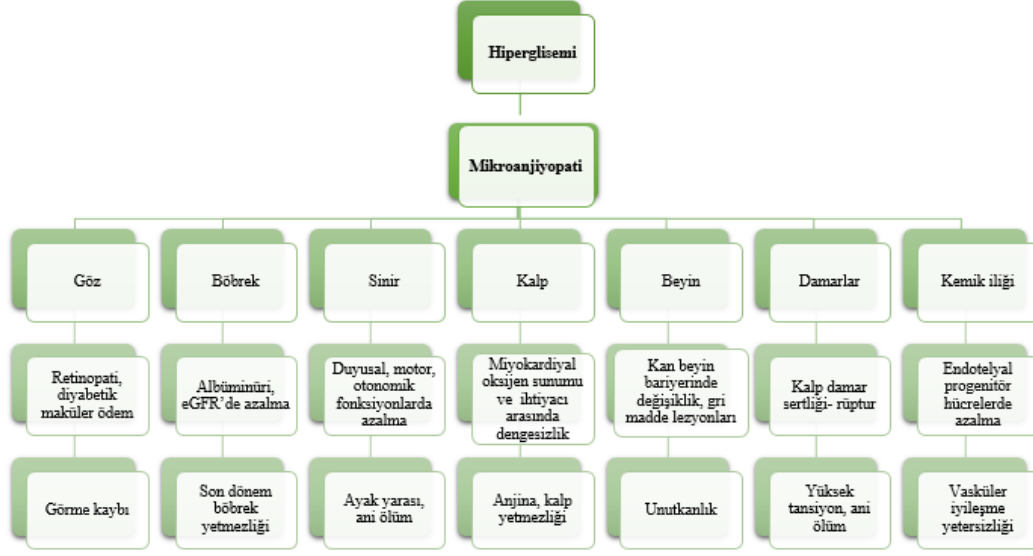 Hiperglisemi
Mikroanjiyopati
Göz
Böbrek
Sinir
Kalp
Beyin
Damarlar
Kemik iliği
Retinopati,
diyabetik
maküler ödem
Albüminüri,
eGFR’de azalma
Duyusal, motor,
otonomik
fonksiyonlarda
azalma
Miyokardiyal
oksijen sunumu
ve ihtiyacı
arasında
dengesizlik
Kan beyin
bariyerinde
değişiklik, gri
madde lezyonları
Kalp damar
sertliği- rüptur
Endotelyal
progenitör
hücrelerde
azalma
Görme kaybı
Son dönem
böbrek
yetmezliği
Ayak yarası,
ani ölüm
Anjina, kalp
yetmezliği
Unutkanlık
Yüksek
tansiyon, ani
ölüm
Vasküler
iyileşme
yetersizliği